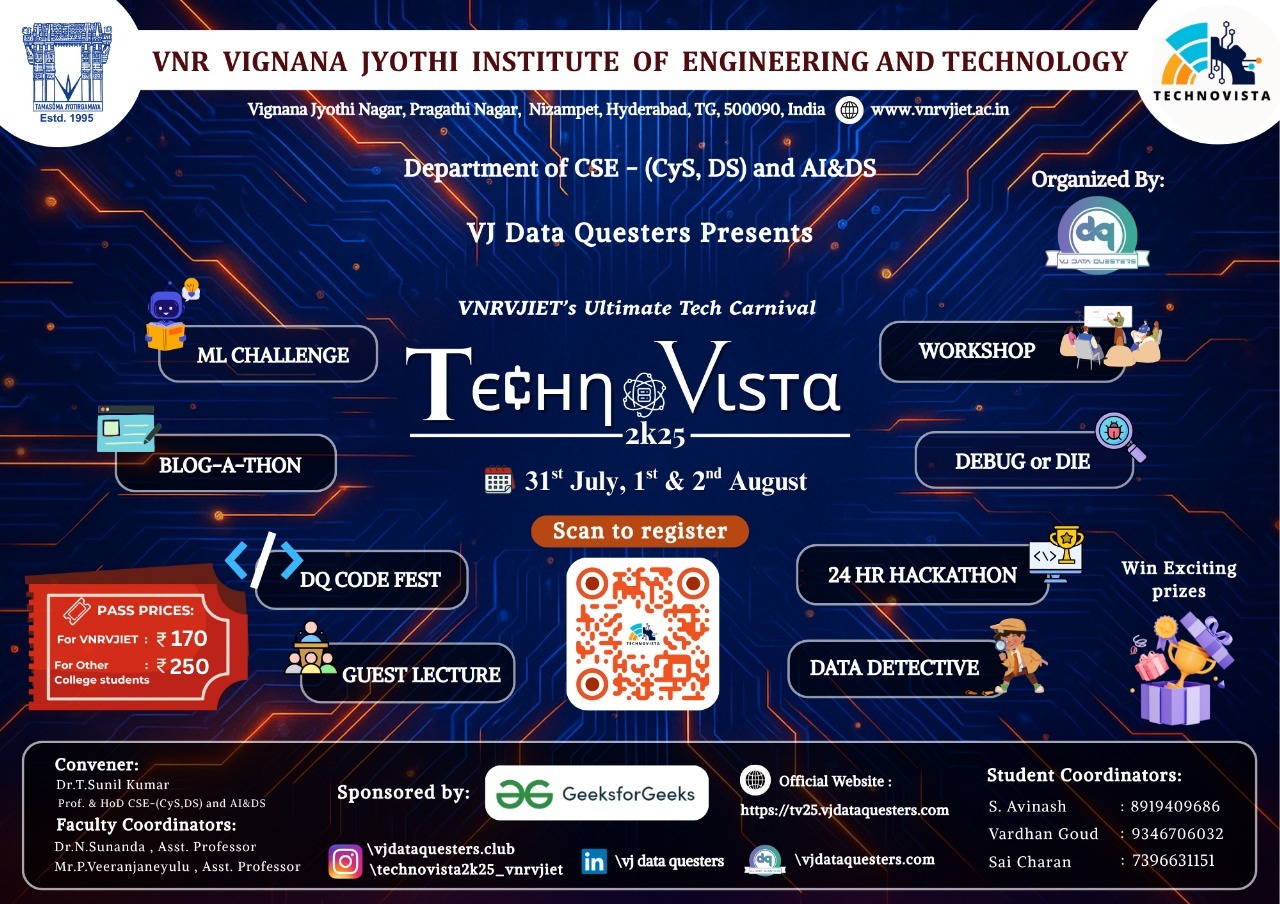 TAMASOMA JYOTIRGAMAYA
Estd. 1995
VNR VIGNANA JYOTHI INSTITUTE OF ENGINEERING AND TECHNOLOGY
TECHNOVISTA
Vignana Jyothi Nagar, Pragathi Nagar, Nizampet, Hyderabad, TG, 500090, India www.vnrvjiet.ac.in
Department of CSE - (CyS, DS) and AI&DS
Organized By:
dq
VJ DATA QUESTERS
VJ Data Questers Presents
VNRVJIET's Ultimate Tech Carnival
TechnoVista
2k25
31st July, 1st & 2nd August
ML CHALLENGE
WORKSHOP
BLOG-A-THON
DEBUG or DIE
Scan to register
TECHNOVISTA
DQ CODE FEST
24 HR HACKATHON
GUEST LECTURE
DATA DETECTIVE
Win Exciting
prizes
PASS PRICES:
For VNRVJIET : ₹ 170
For Other : ₹ 250
College students
Convener:
Dr.T.Sunil Kumar
Prof. & HoD CSE-(CyS,DS) and AI&DS
Faculty Coordinators:
Dr.N.Sunanda , Asst. Professor
Mr.P.Veeranjaneyulu , Asst. Professor
Sponsored by: GeeksforGeeks
\vjdataquesters.club
\technovista2k25_vnrvjiet
in \vj data questers
Official Website :
https://tv25.vjdataquesters.com
dq \vjdataquesters.com
Student Coordinators:
S. Avinash : 8919409686
Vardhan Goud : 9346706032
Sai Charan : 7396631151